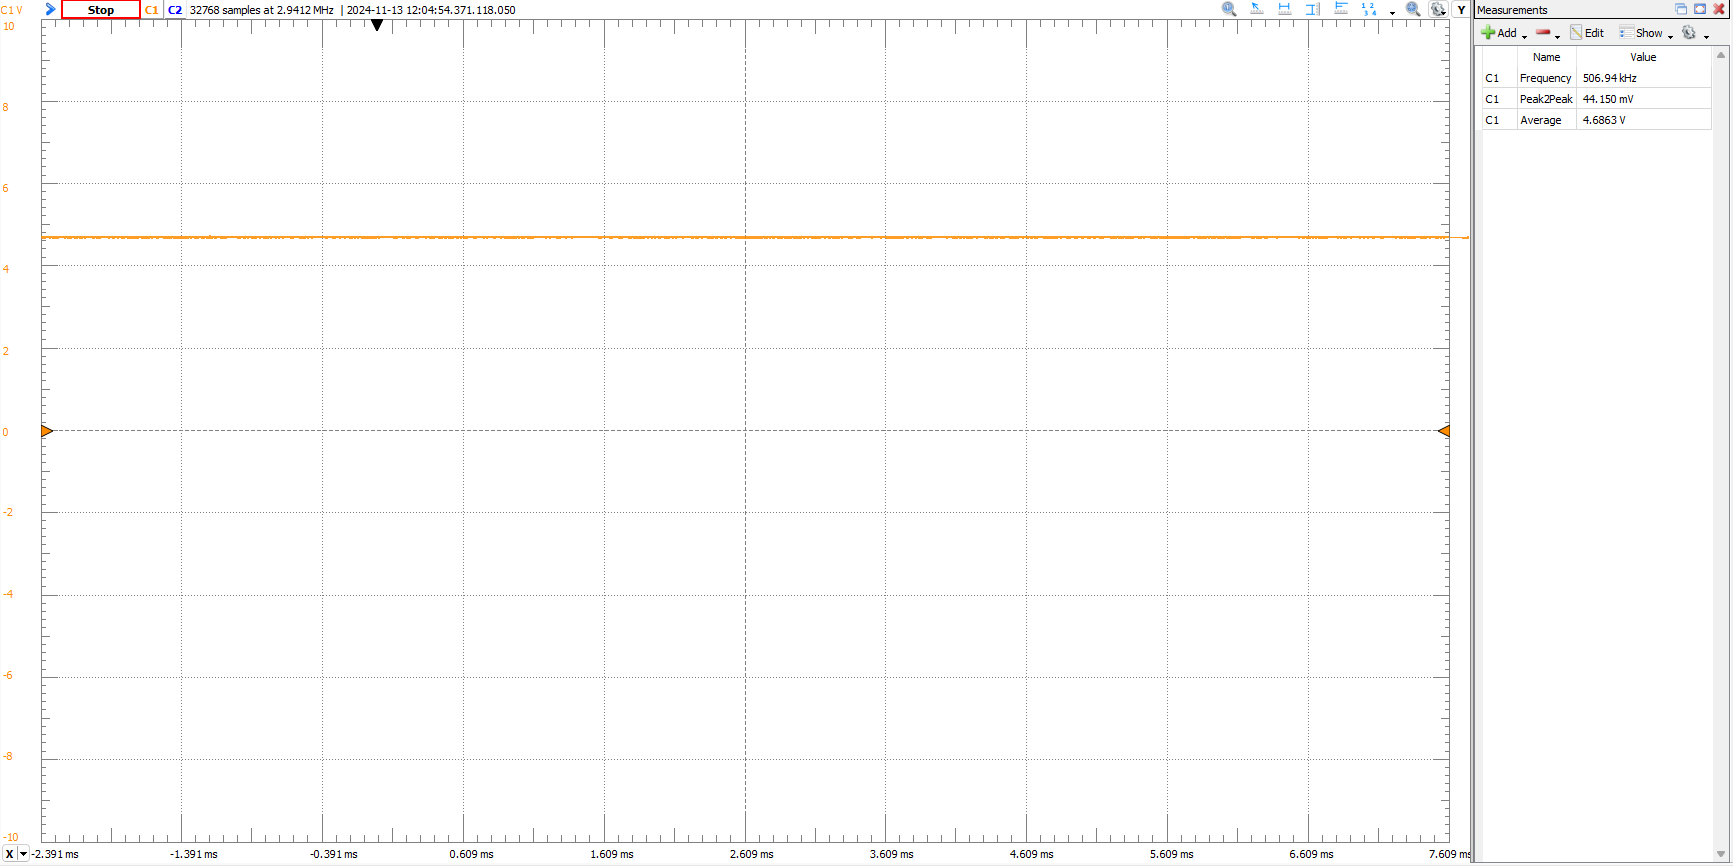 C1 V Stop C1 C2 32768 samples at 2.9412 MHz | 2024-11-13 12:04:54.371.118.050 Y
10
8
6
4
2
0
-2
-4
-6
-8
-10
X -2.391 ms -1.391 ms -0.391 ms 0.609 ms 1.609 ms 2.609 ms 3.609 ms 4.609 ms 5.609 ms 6.609 ms 7.609 ms
Measurements
Add Edit Show
Name Value
C1 Frequency 506.94 kHz
C1 Peak2Peak 44.150 mV
C1 Average 4.6863 V